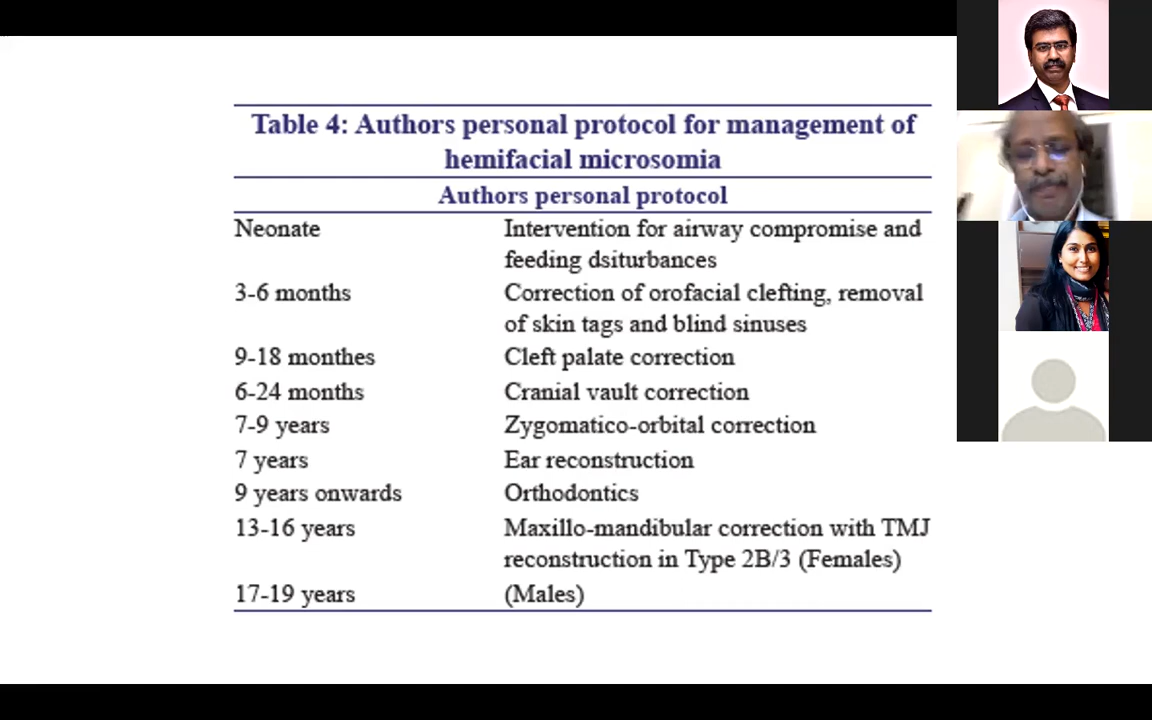 Table 4: Authors personal protocol for management of
hemifacial microsomia
Authors personal protocol
Neonate Intervention for airway compromise and
feeding dsiturbances
3-6 months Correction of orofacial clefting, removal
of skin tags and blind sinuses
9-18 monthes Cleft palate correction
6-24 months Cranial vault correction
7-9 years Zygomatico-orbital correction
7 years Ear reconstruction
9 years onwards Orthodontics
13-16 years Maxillo-mandibular correction with TMJ
reconstruction in Type 2B/3 (Females)
17-19 years (Males)